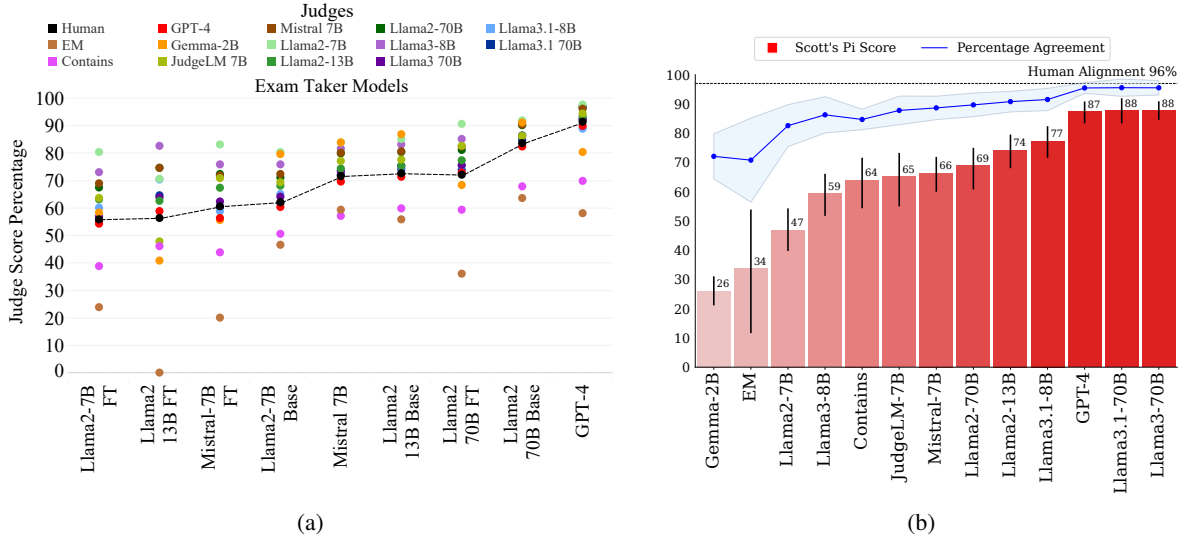 Judges
Human
GPT-4
Mistral 7B
Llama2-70B
Llama3.1-8B
EM
Gemma-2B
Llama2-7B
Llama3-8B
Llama3.1 70B
Contains
JudgeLM 7B
Llama2-13B
Llama3 70B
Exam Taker Models
Judge Score Percentage
100
90
80
70
60
50
40
30
20
10
0
Llama2-7B
FT
Llama2
13B FT
Mistral-7B
FT
Llama2-7B
Base
Mistral 7B
Llama2
13B Base
Llama2
70B FT
Llama2
70B Base
GPT-4
(a)
Scott's Pi Score
Percentage Agreement
Human Alignment 96%
100
90
80
70
60
50
40
30
20
10
0
26
34
47
59
64
65
66
69
74
77
87
88
88
Gemma-2B
EM
Llama2-7B
Llama3-8B
Contains
JudgeLM-7B
Mistral-7B
Llama2-70B
Llama2-13B
Llama3.1-8B
GPT-4
Llama3.1-70B
Llama3-70B
(b)